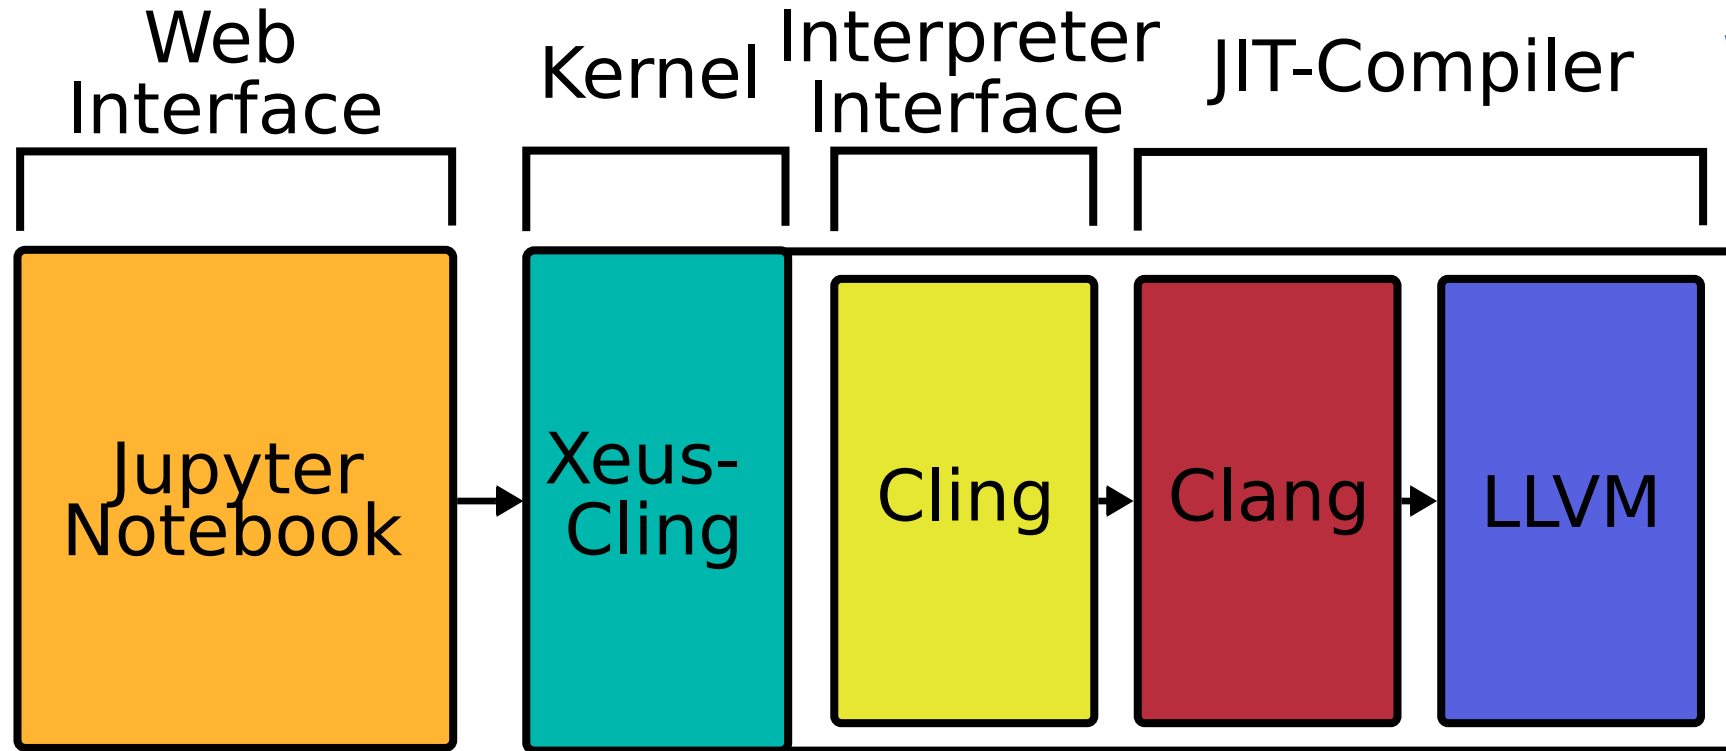 Web
Interface
Kernel
Interpreter
Interface
JIT-Compiler
Jupyter
Notebook
Xeus-
Cling
Cling
Clang
LLVM